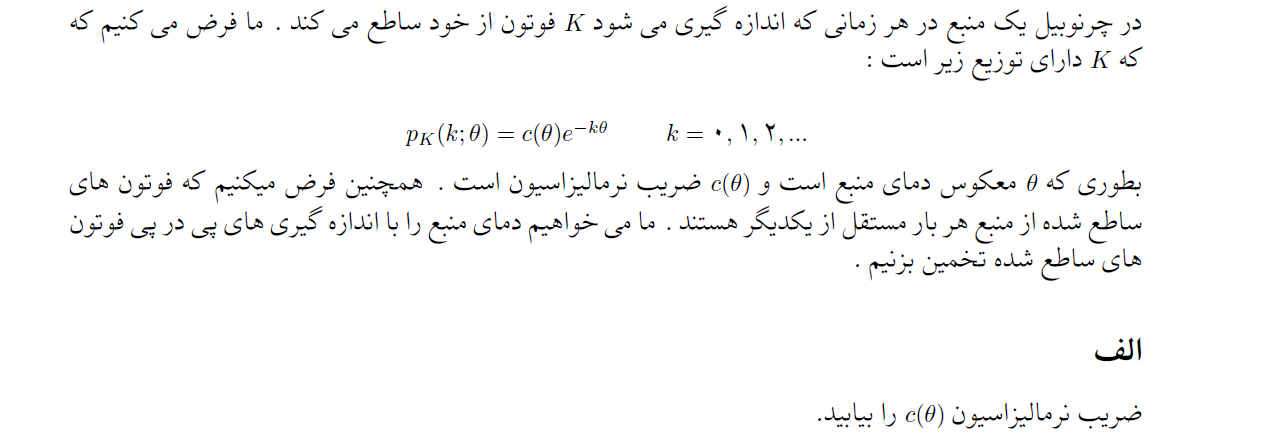 در چرنوبیل یک منبع در هر زمانی که اندازه گیری می شود K فوتون از خود ساطع می کند . ما فرض می کنیم که
که K دارای توزیع زیر است :
p_K(k; θ) = c(θ)e^{−kθ} k = ۰, ۱, ۲, ...
بطوری که θ معکوس دمای منبع است و c(θ) ضریب نرمالیزاسیون است . همچنین فرض میکنیم که فوتون های
ساطع شده از منبع هر بار مستقل از یکدیگر هستند . ما می خواهیم دمای منبع را با اندازه گیری های پی در پی فوتون
های ساطع شده تخمین بزنیم .
الف
ضریب نرمالیزاسیون c(θ) را بیابید.